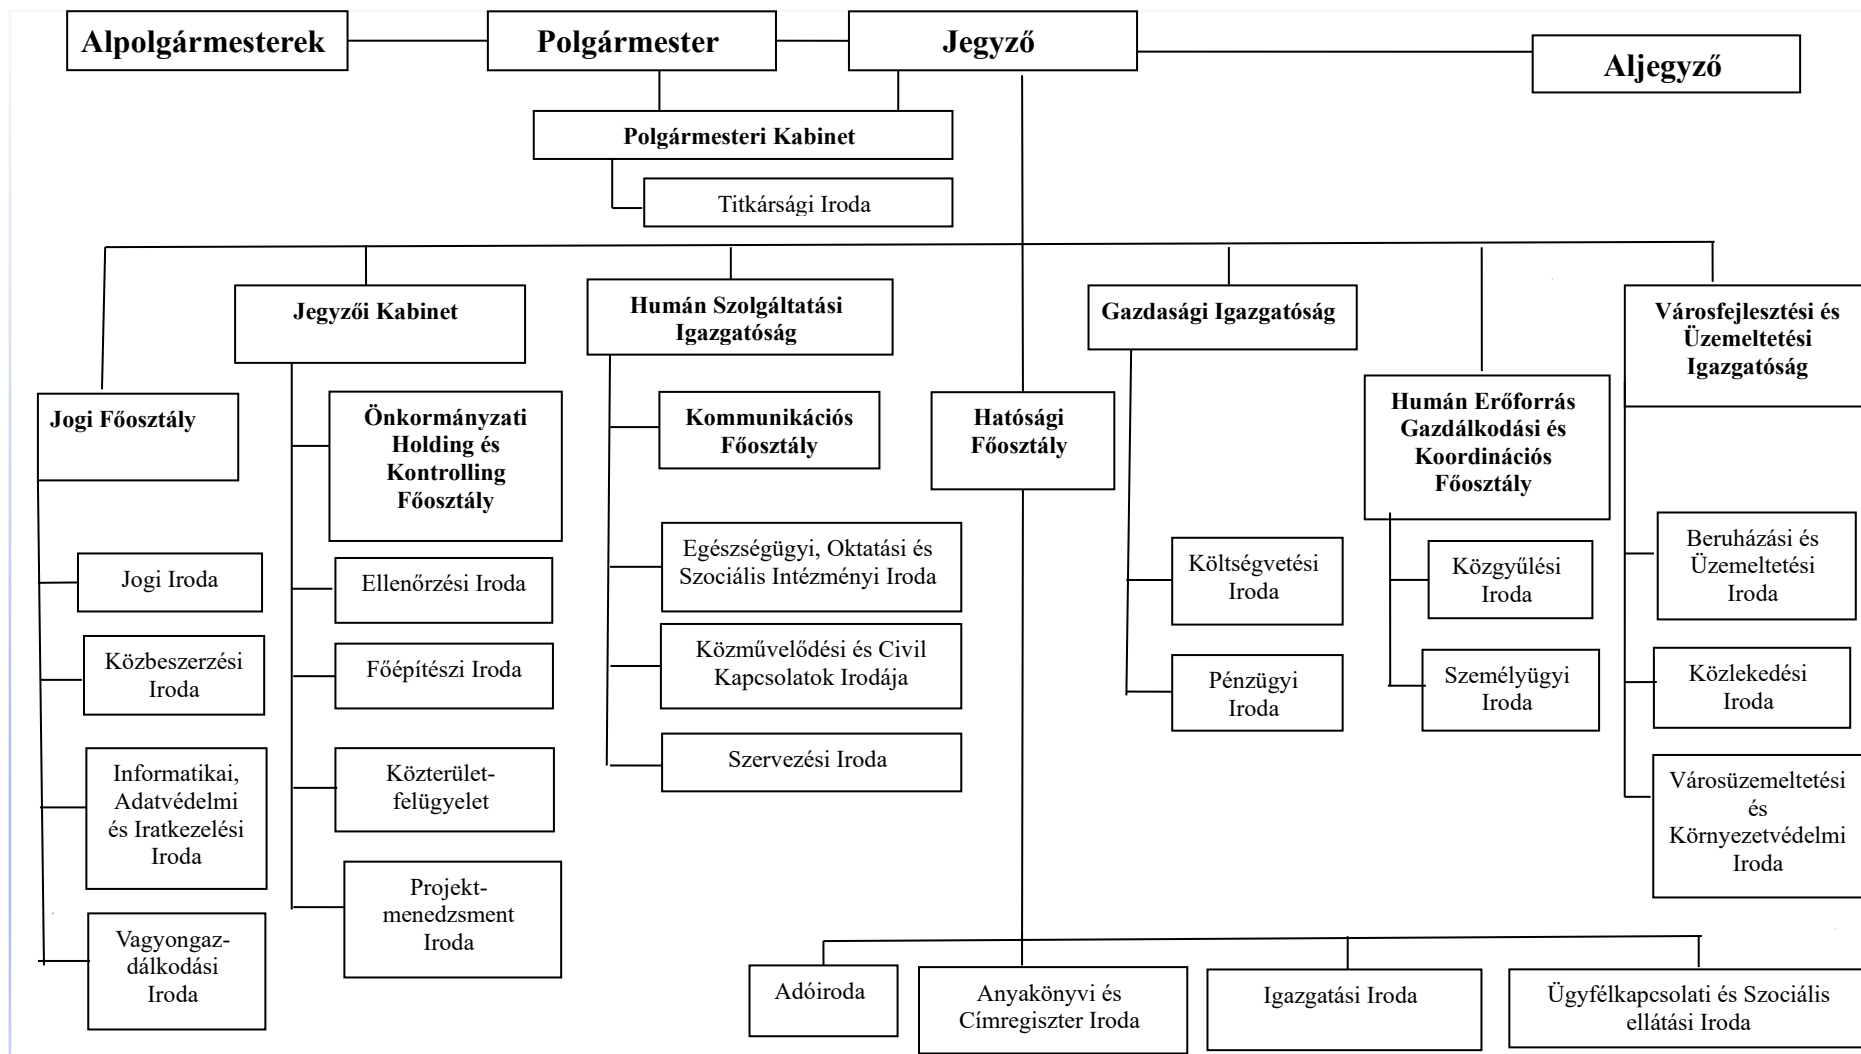 Alpolgármesterek
Polgármester
Jegyző
Aljegyző
Polgármesteri Kabinet
Titkársági Iroda
Jogi Főosztály
Jogi Iroda
Közbeszerzési
Iroda
Informatikai,
Adatvédelmi
és Iratkezelési
Iroda
Vagyongaz-
dálkodási
Iroda
Jegyzői Kabinet
Önkormányzati
Holding és
Kontrolling
Főosztály
Ellenőrzési Iroda
Főépítészi Iroda
Közterület-
felügyelet
Projekt-
menedzsment
Iroda
Humán Szolgáltatási
Igazgatóság
Kommunikációs
Főosztály
Egészségügyi, Oktatási és
Szociális Intézményi Iroda
Közművelődési és Civil
Kapcsolatok Irodája
Szervezési Iroda
Hatósági
Főosztály
Adóiroda
Anyakönyvi és
Címregiszter Iroda
Igazgatási Iroda
Ügyfélkapcsolati és Szociális
ellátási Iroda
Gazdasági Igazgatóság
Költségvetési
Iroda
Pénzügyi
Iroda
Humán Erőforrás
Gazdálkodási és
Koordinációs
Főosztály
Közgyűlési
Iroda
Személyügyi
Iroda
Városfejlesztési és
Üzemeltetési
Igazgatóság
Beruházási és
Üzemeltetési
Iroda
Közlekedési
Iroda
Városüzemeltetési
és
Környezetvédelmi
Iroda